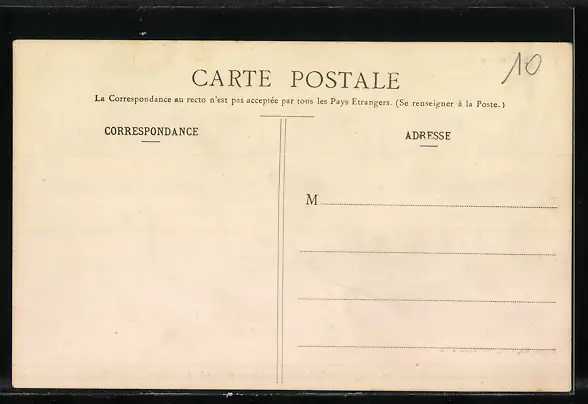 10
CARTE POSTALE
La Correspondance au recto n'est pas acceptée par tous les Pays Etrangers. (Se renseigner à la Poste.)
CORRESPONDANCE
ADRESSE
M